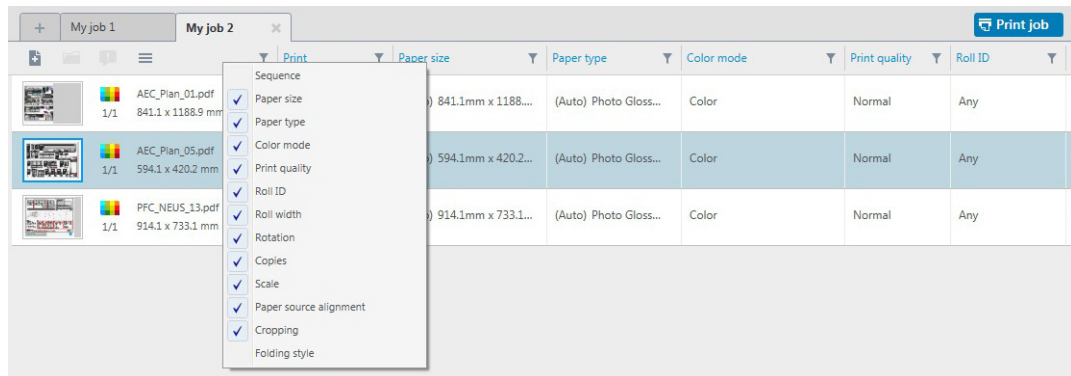 + My job 1 My job 2 ×
Print job
Print Paper size Paper type Color mode Print quality Roll ID
AEC_Plan_01.pdf
1/1 841.1 x 1188.9 mm
) 841.1mm x 1188.... (Auto) Photo Gloss... Color Normal Any
AEC_Plan_05.pdf
1/1 594.1 x 420.2 mm
) 594.1mm x 420.2... (Auto) Photo Gloss... Color Normal Any
PFC_NEUS_13.pdf
1/1 914.1 x 733.1 mm
) 914.1mm x 733.1... (Auto) Photo Gloss... Color Normal Any
Sequence
Paper size
Paper type
Color mode
Print quality
Roll ID
Roll width
Rotation
Copies
Scale
Paper source alignment
Cropping
Folding style